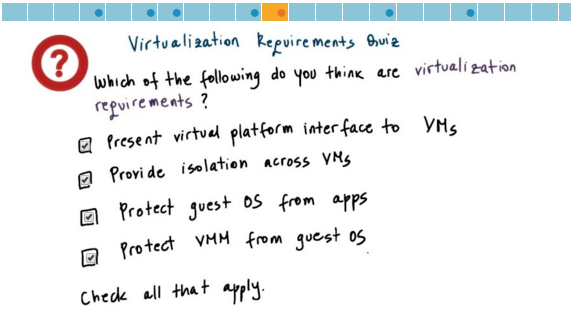 ?
Virtualization Requirements Quiz
Which of the following do you think are virtualization
requirements ?
Present virtual platform interface to VMs
Provide isolation across VMs
Protect guest OS from apps
Protect VMM from guest OS
Check all that apply.